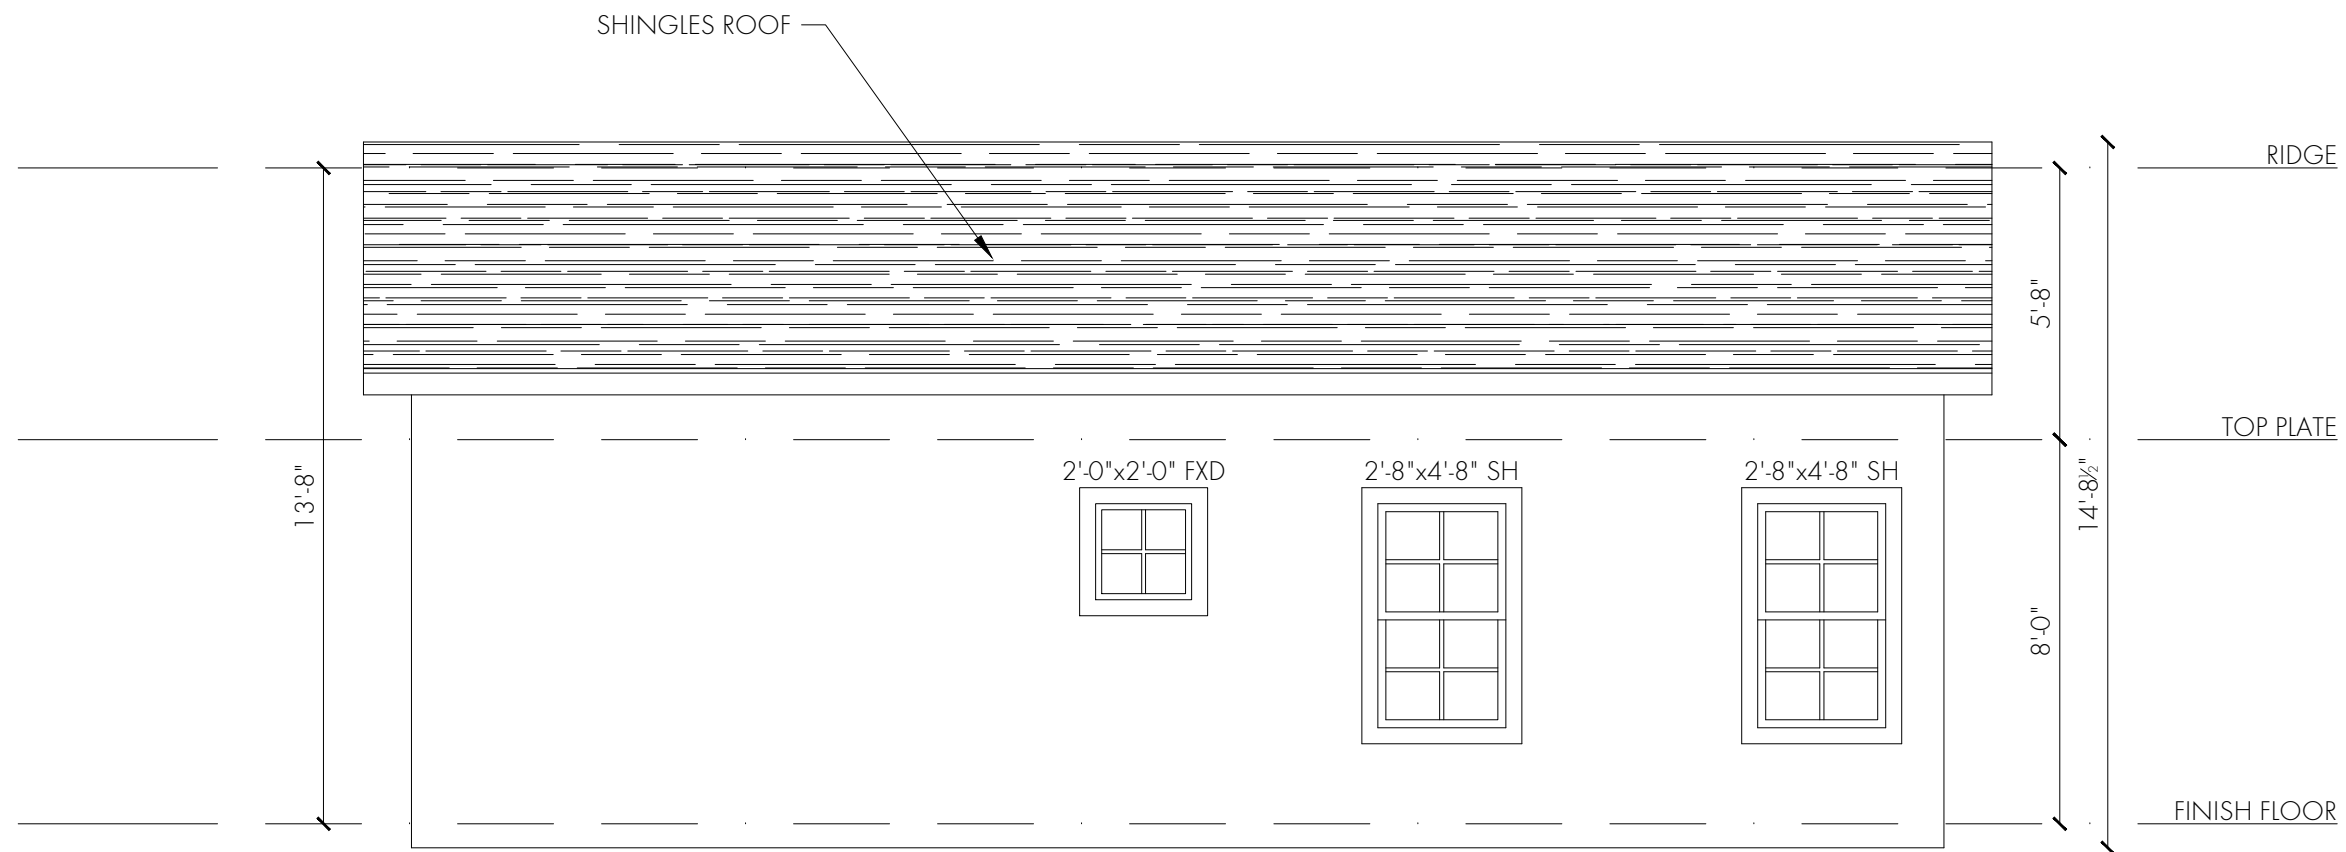 SHINGLES ROOF
RIDGE
5'-8"
TOP PLATE
13'-8"
2'-0"x2'-0" FXD
2'-8"x4'-8" SH
2'-8"x4'-8" SH
14'-8½"
8'-0"
FINISH FLOOR